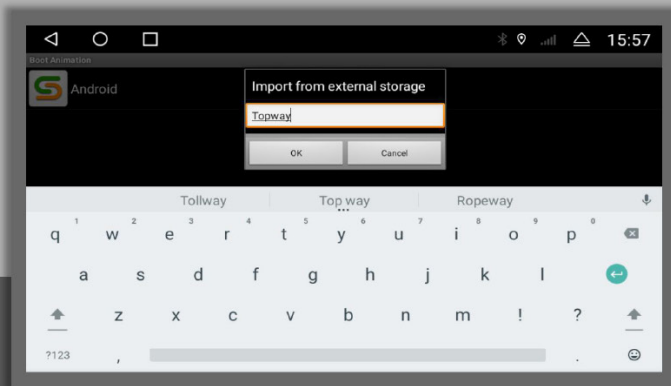 15:57
Boot Animation
Android
Import from external storage
Topway
OK
Cancel
Tollway
Top way
Ropeway
q 1 w 2 e 3 r 4 t 5 y 6 u 7 i 8 o 9 p 0
a s d f g h j k l
z x c v b n m ! ?
?123 , .